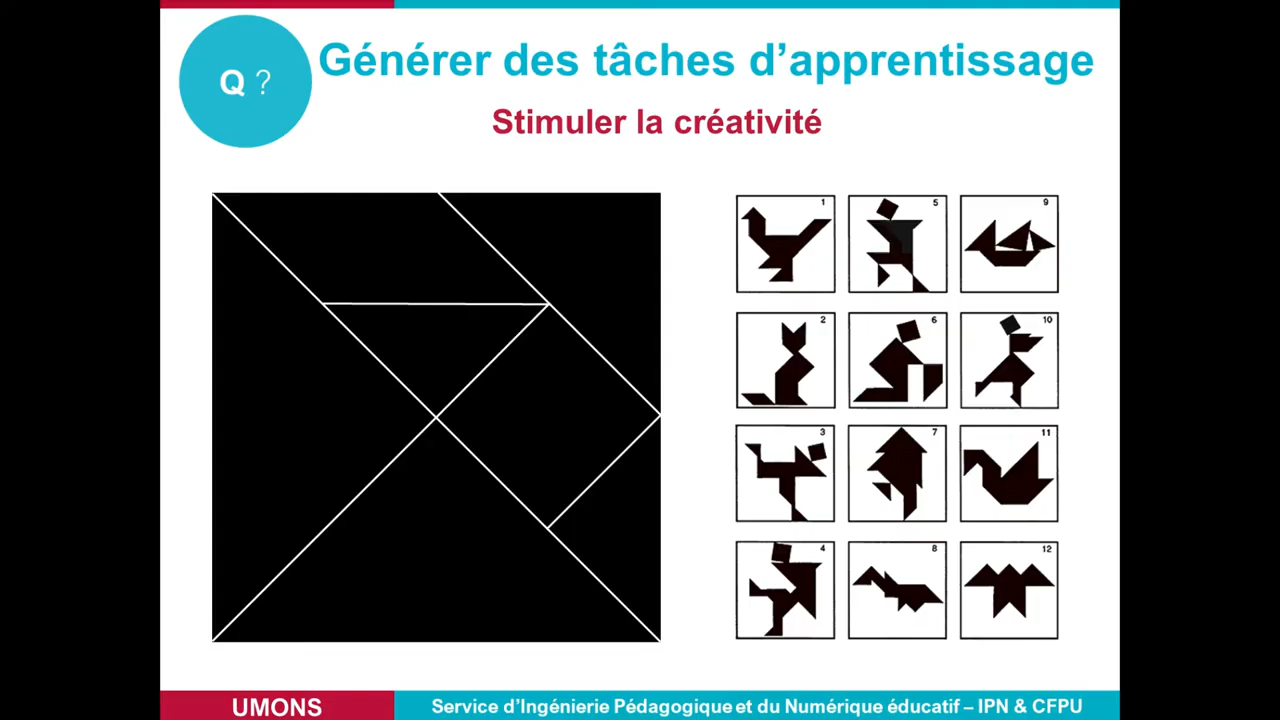 Q ?
Générer des tâches d’apprentissage
Stimuler la créativité
1
5
9
2
6
10
3
7
11
4
8
12
UMONS
Service d’Ingénierie Pédagogique et du Numérique éducatif – IPN & CFPU